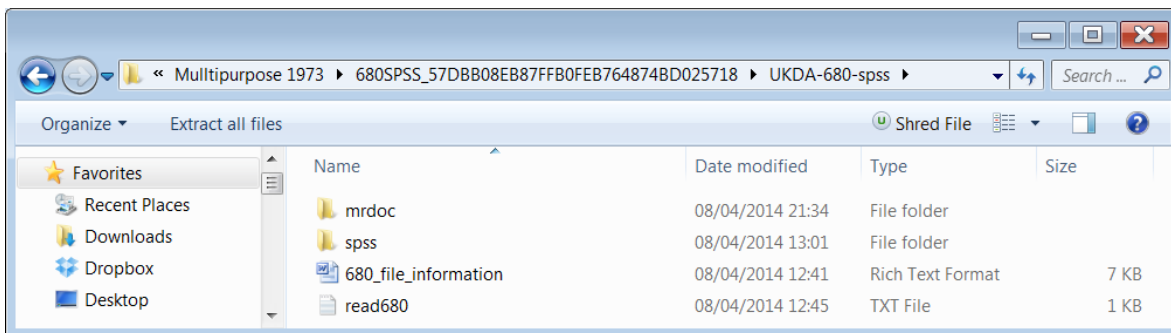 « Mulltipurpose 1973 ▸ 680SPSS_57DBB08EB87FFB0FEB764874BD025718 ▸ UKDA-680-spss ▸ Search ...
Organize Extract all files Shred File
Favorites Name Date modified Type Size
Recent Places mrdoc 08/04/2014 21:34 File folder
Downloads spss 08/04/2014 13:01 File folder
Dropbox 680_file_information 08/04/2014 12:41 Rich Text Format 7 KB
Desktop read680 08/04/2014 12:45 TXT File 1 KB